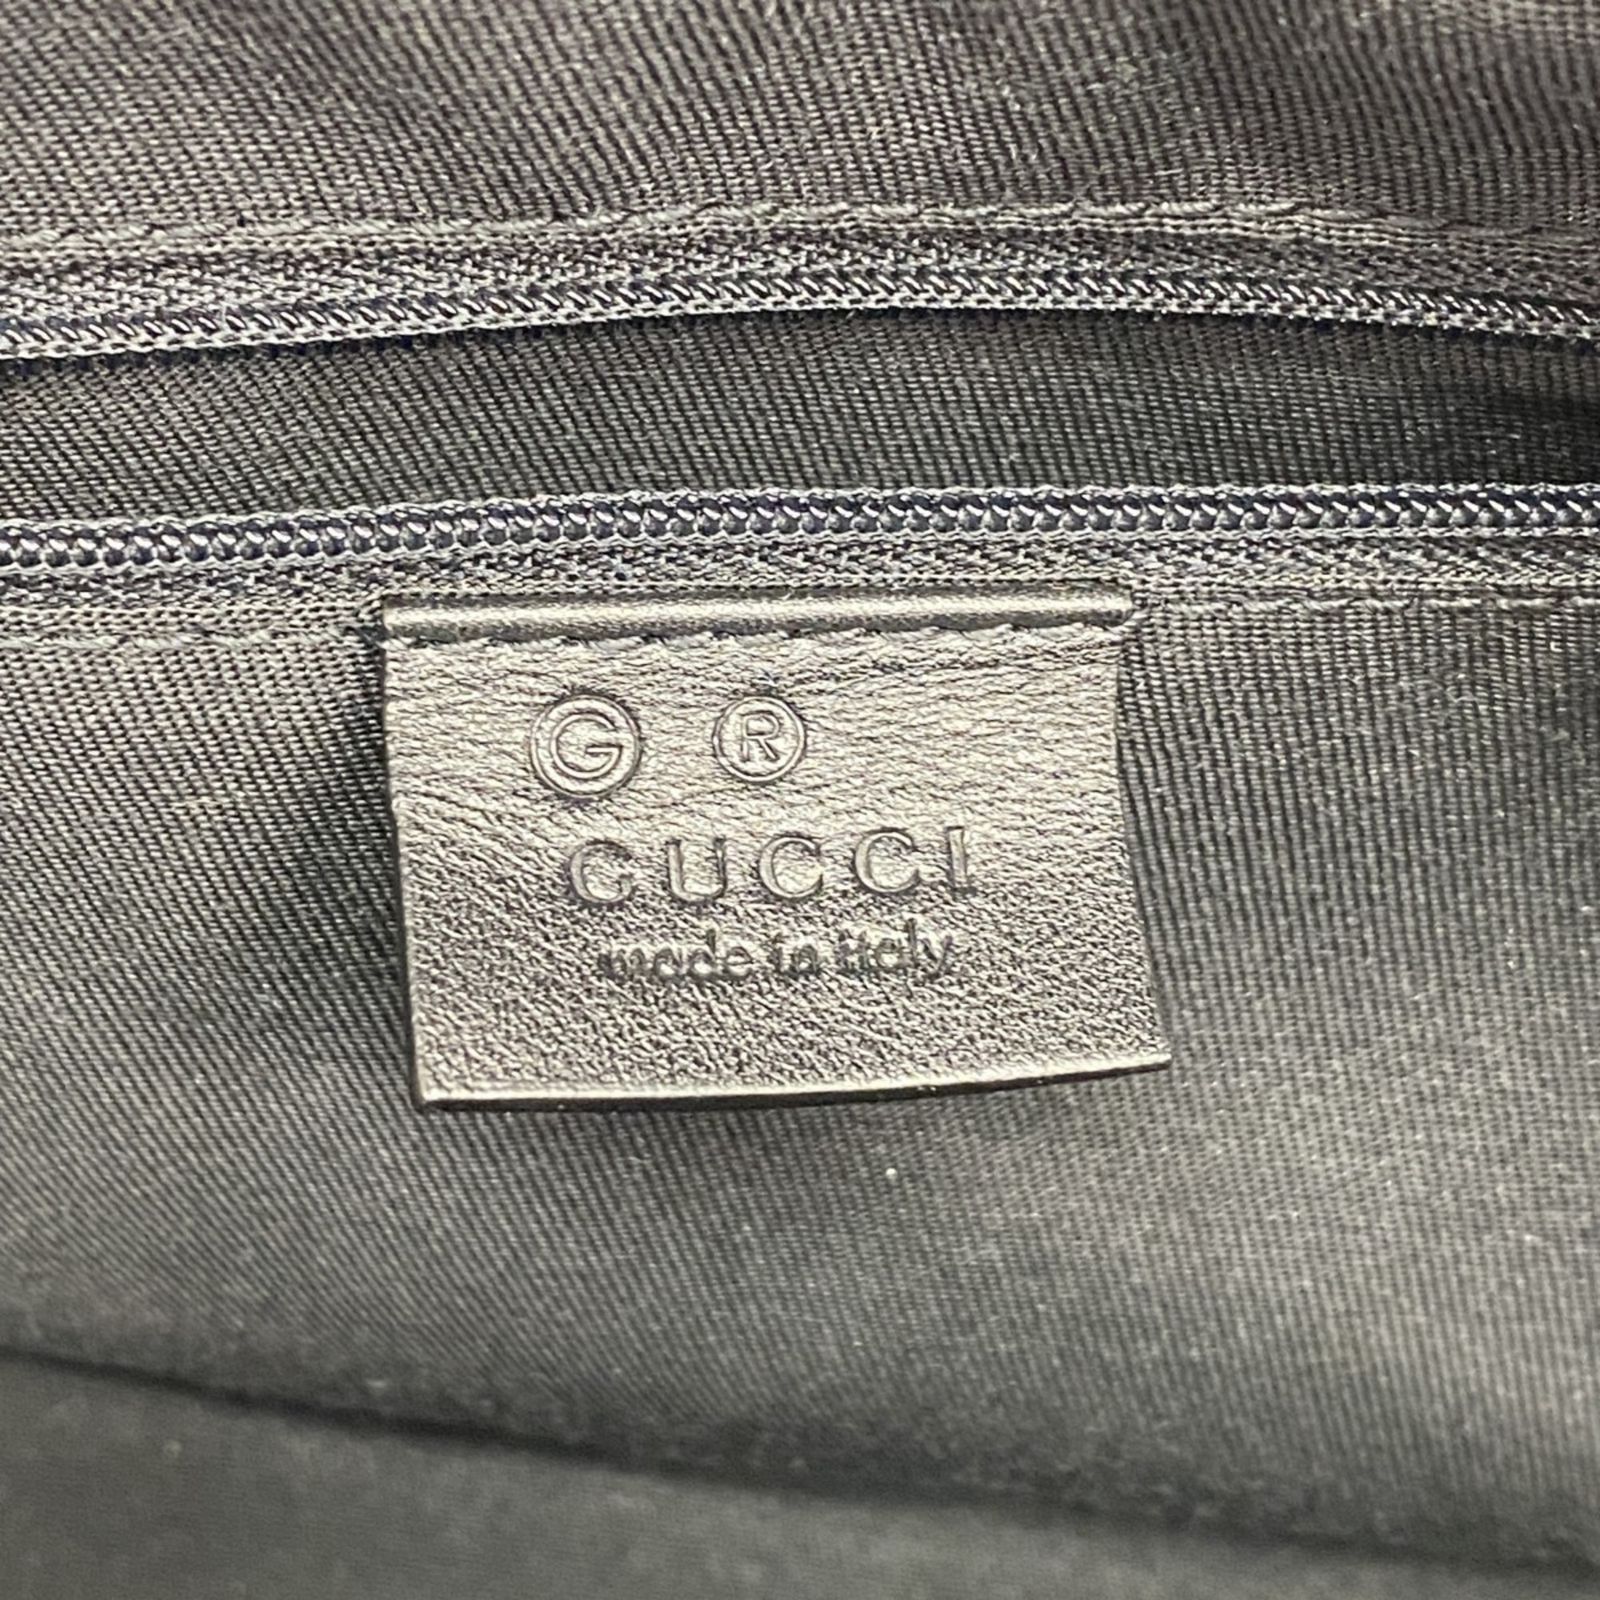 Ⓖ ®
GUCCI
made in italy